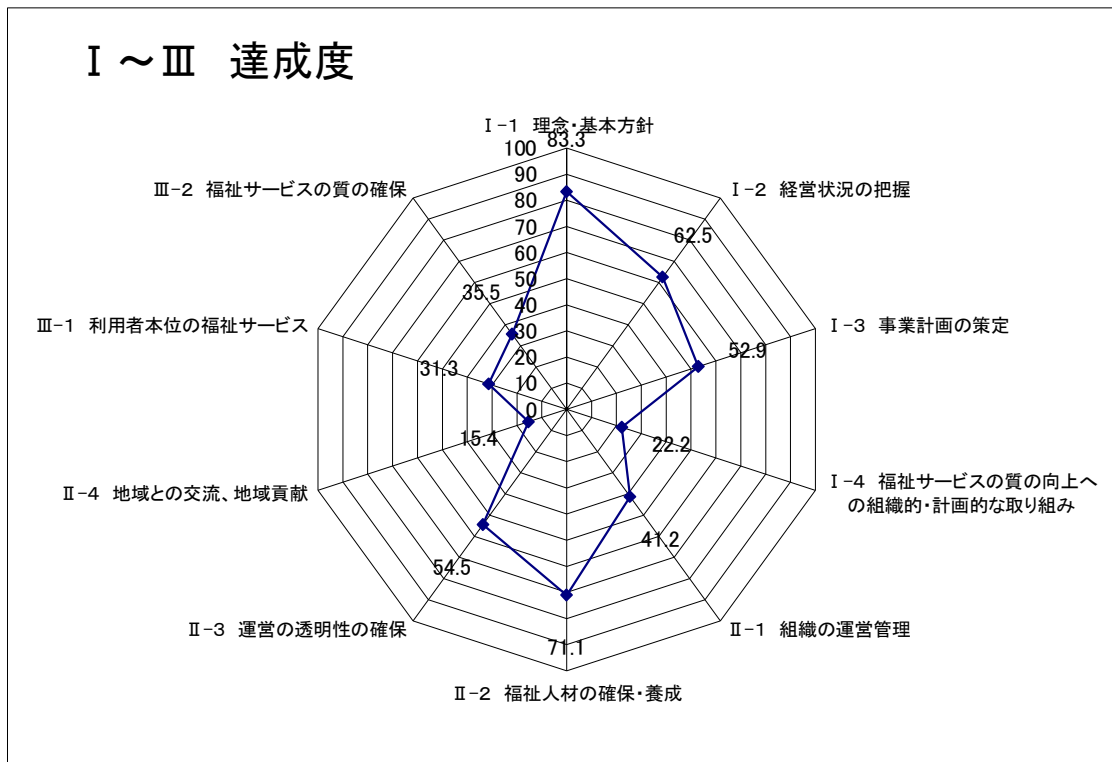 Ⅰ～Ⅲ 達成度
Ⅰ-1 理念・基本方針
83.3
100
90
80
70
60
50
40
30
20
10
0
Ⅰ-2 経営状況の把握
62.5
Ⅰ-3 事業計画の策定
52.9
Ⅰ-4 福祉サービスの質の向上へ
の組織的・計画的な取り組み
22.2
Ⅱ-1 組織の運営管理
41.2
Ⅱ-2 福祉人材の確保・養成
71.1
Ⅱ-3 運営の透明性の確保
54.5
Ⅱ-4 地域との交流、地域貢献
15.4
Ⅲ-1 利用者本位の福祉サービス
31.3
Ⅲ-2 福祉サービスの質の確保
35.5